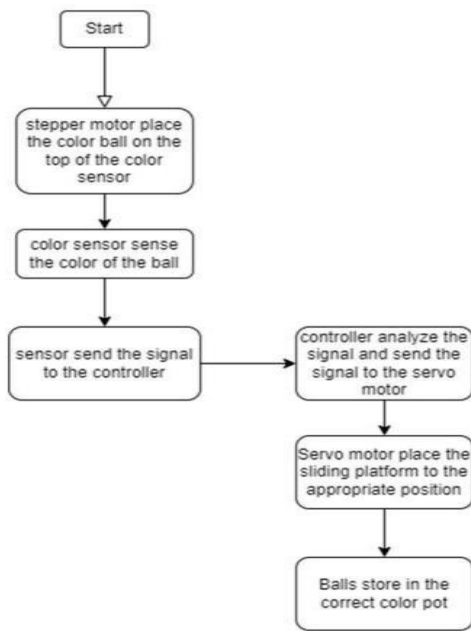 Start
stepper motor place
the color ball on the
top of the color
sensor
color sensor sense
the color of the ball
sensor send the signal
to the controller
controller analyze the
signal and send the
signal to the servo
motor
Servo motor place the
sliding platform to the
appropriate position
Balls store in the
correct color pot